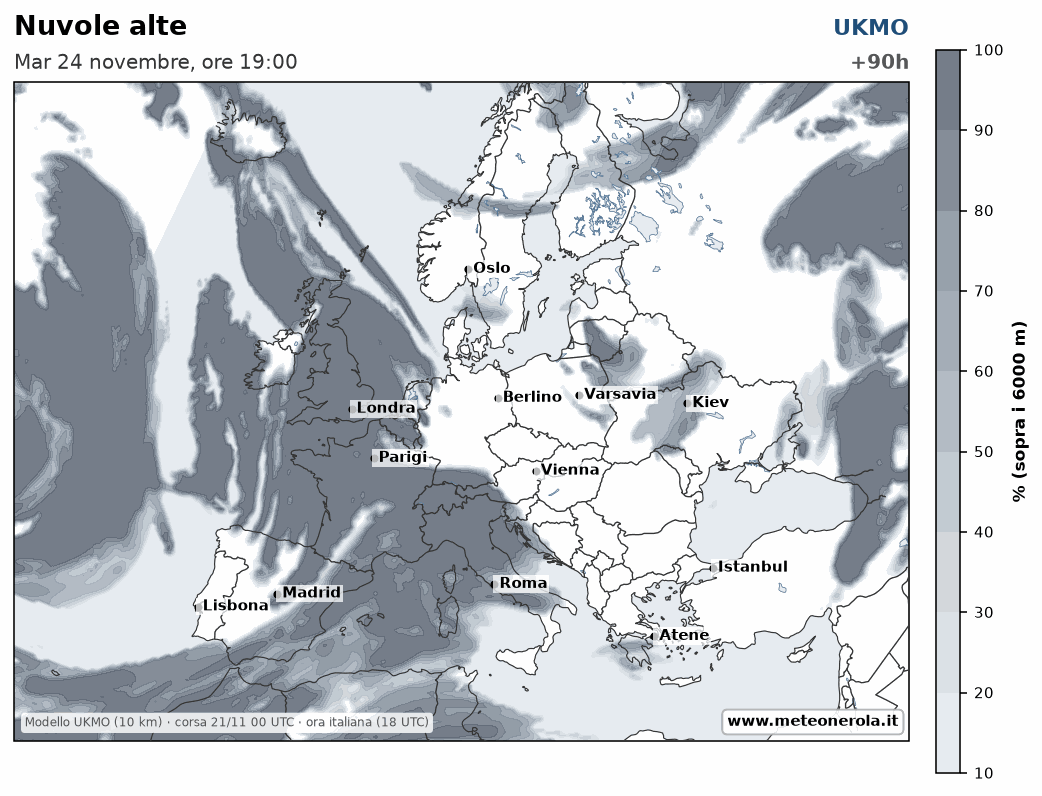 Nuvole alte
UKMO
Mar 24 novembre, ore 19:00
+90h
100
90
80
70
60
50
40
30
20
10
% (sopra i 6000 m)
Oslo
Londra
Berlino
Varsavia
Kiev
Parigi
Vienna
Istanbul
Roma
Madrid
Lisbona
Atene
Modello UKMO (10 km) · corsa 21/11 00 UTC · ora italiana (18 UTC)
www.meteonerola.it